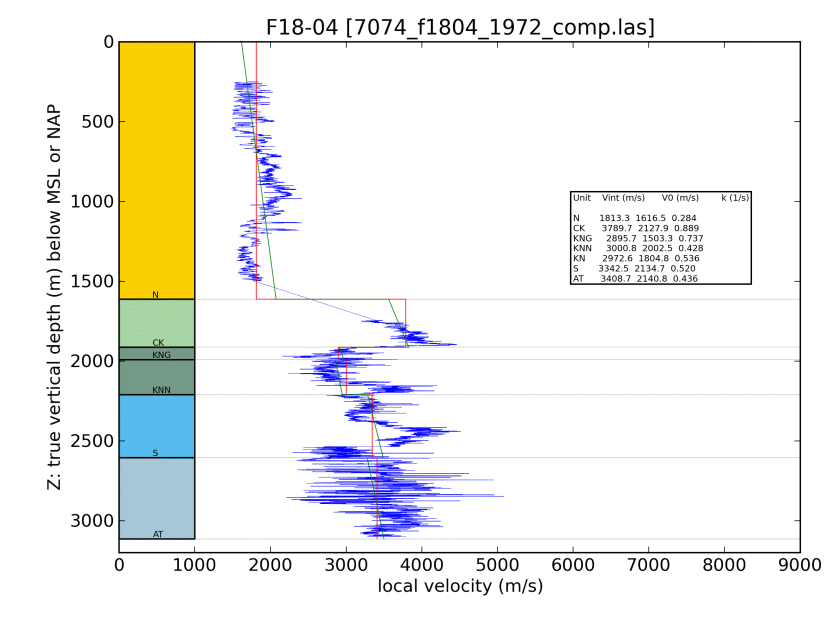 F18-04 [7074_f1804_1972_comp.las]
0
500
1000
1500
2000
2500
3000
Z: true vertical depth (m) below MSL or NAP
N
CK
KNG
KNN
S
AT
Unit Vint (m/s) V0 (m/s) k (1/s)
N 1813.3 1616.5 0.284
CK 3789.7 2127.9 0.889
KNG 2895.7 1503.3 0.737
KNN 3000.8 2002.5 0.428
KN 2972.6 1804.8 0.536
S 3342.5 2134.7 0.520
AT 3408.7 2140.8 0.436
0 1000 2000 3000 4000 5000 6000 7000 8000 9000
local velocity (m/s)